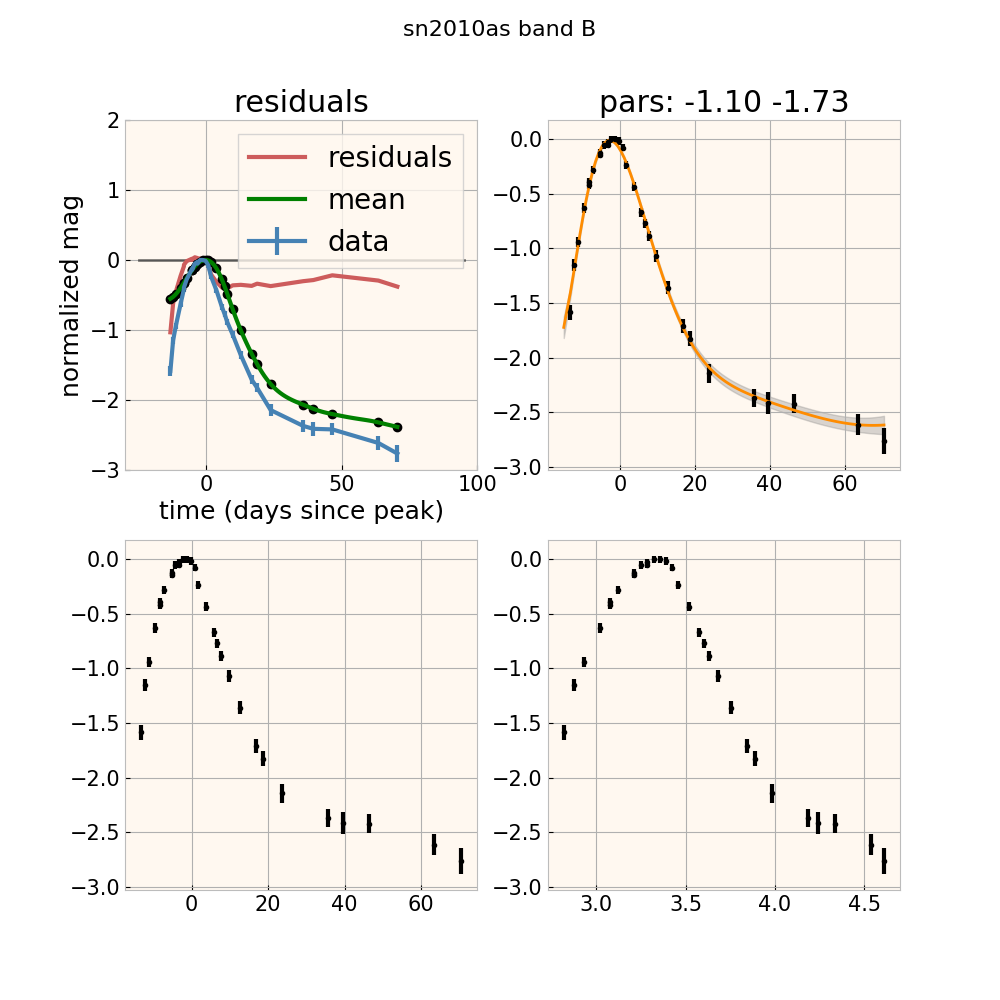 sn2010as band B
residuals
pars: -1.10 -1.73
normalized mag
2
1
0
−1
−2
−3
residuals
mean
data
0 50 100
time (days since peak)
0.0
−0.5
−1.0
−1.5
−2.0
−2.5
−3.0
0 20 40 60
0.0
−0.5
−1.0
−1.5
−2.0
−2.5
−3.0
0 20 40 60
0.0
−0.5
−1.0
−1.5
−2.0
−2.5
−3.0
3.0 3.5 4.0 4.5